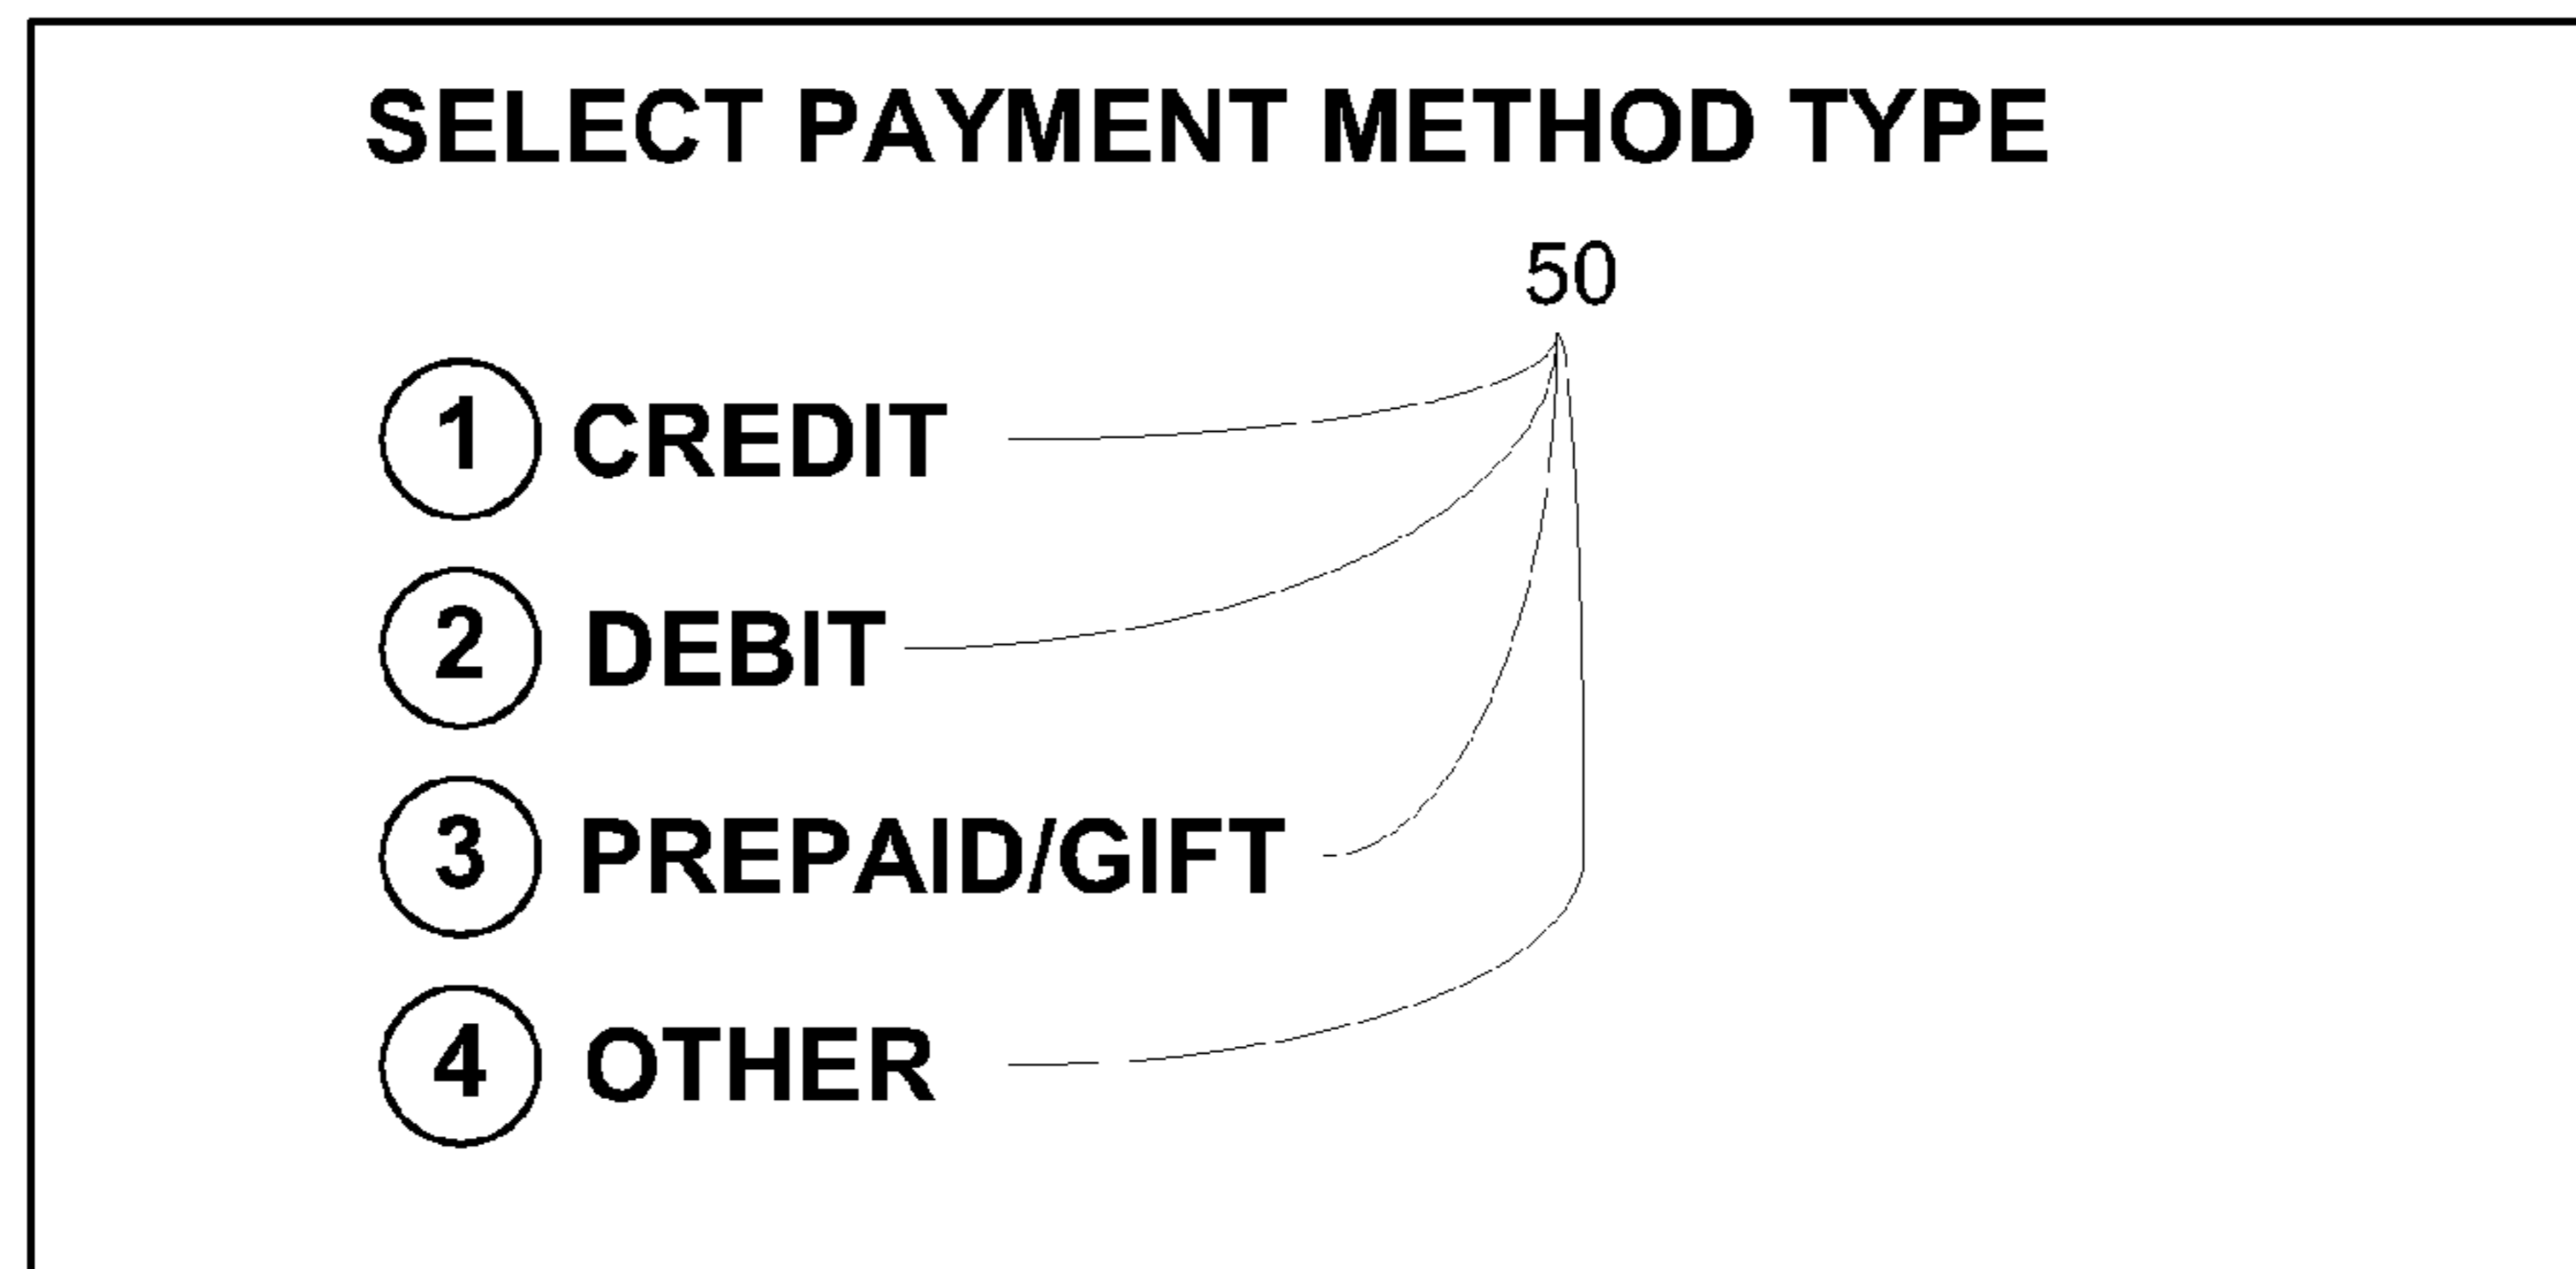 SELECT PAYMENT METHOD TYPE
50
1 CREDIT
2 DEBIT
3 PREPAID/GIFT
4 OTHER